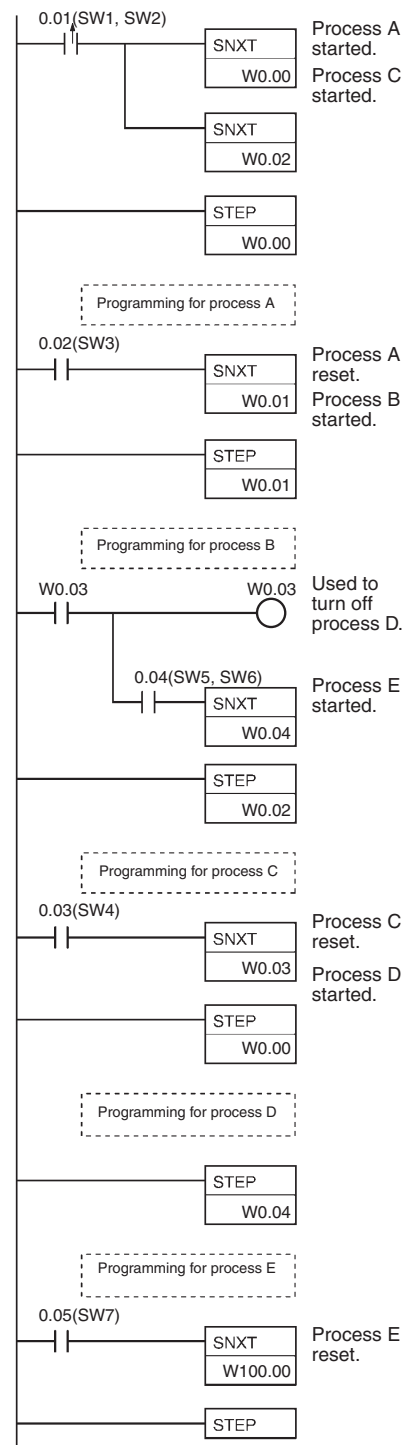 0.01(SW1, SW2)
SNXT
W0.00
Process A
started.
Process C
started.
SNXT
W0.02
STEP
W0.00
Programming for process A
0.02(SW3)
SNXT
W0.01
Process A
reset.
Process B
started.
STEP
W0.01
Programming for process B
W0.03
W0.03
Used to
turn off
process D.
0.04(SW5, SW6)
SNXT
W0.04
Process E
started.
STEP
W0.02
Programming for process C
0.03(SW4)
SNXT
W0.03
Process C
reset.
Process D
started.
STEP
W0.00
Programming for process D
STEP
W0.04
Programming for process E
0.05(SW7)
SNXT
W100.00
Process E
reset.
STEP